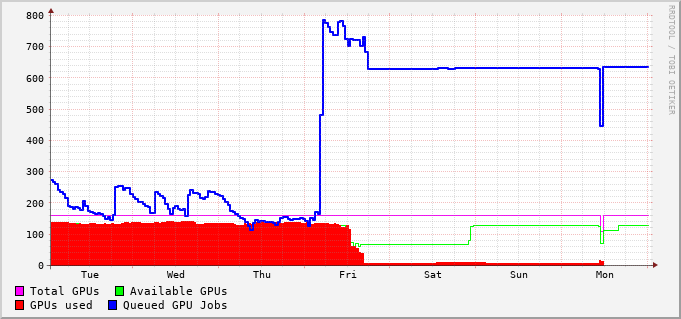 800
700
600
500
400
300
200
100
0
Tue Wed Thu Fri Sat Sun Mon
Total GPUs Available GPUs
GPUs used Queued GPU Jobs
RRDTOOL / TOBI OETIKER